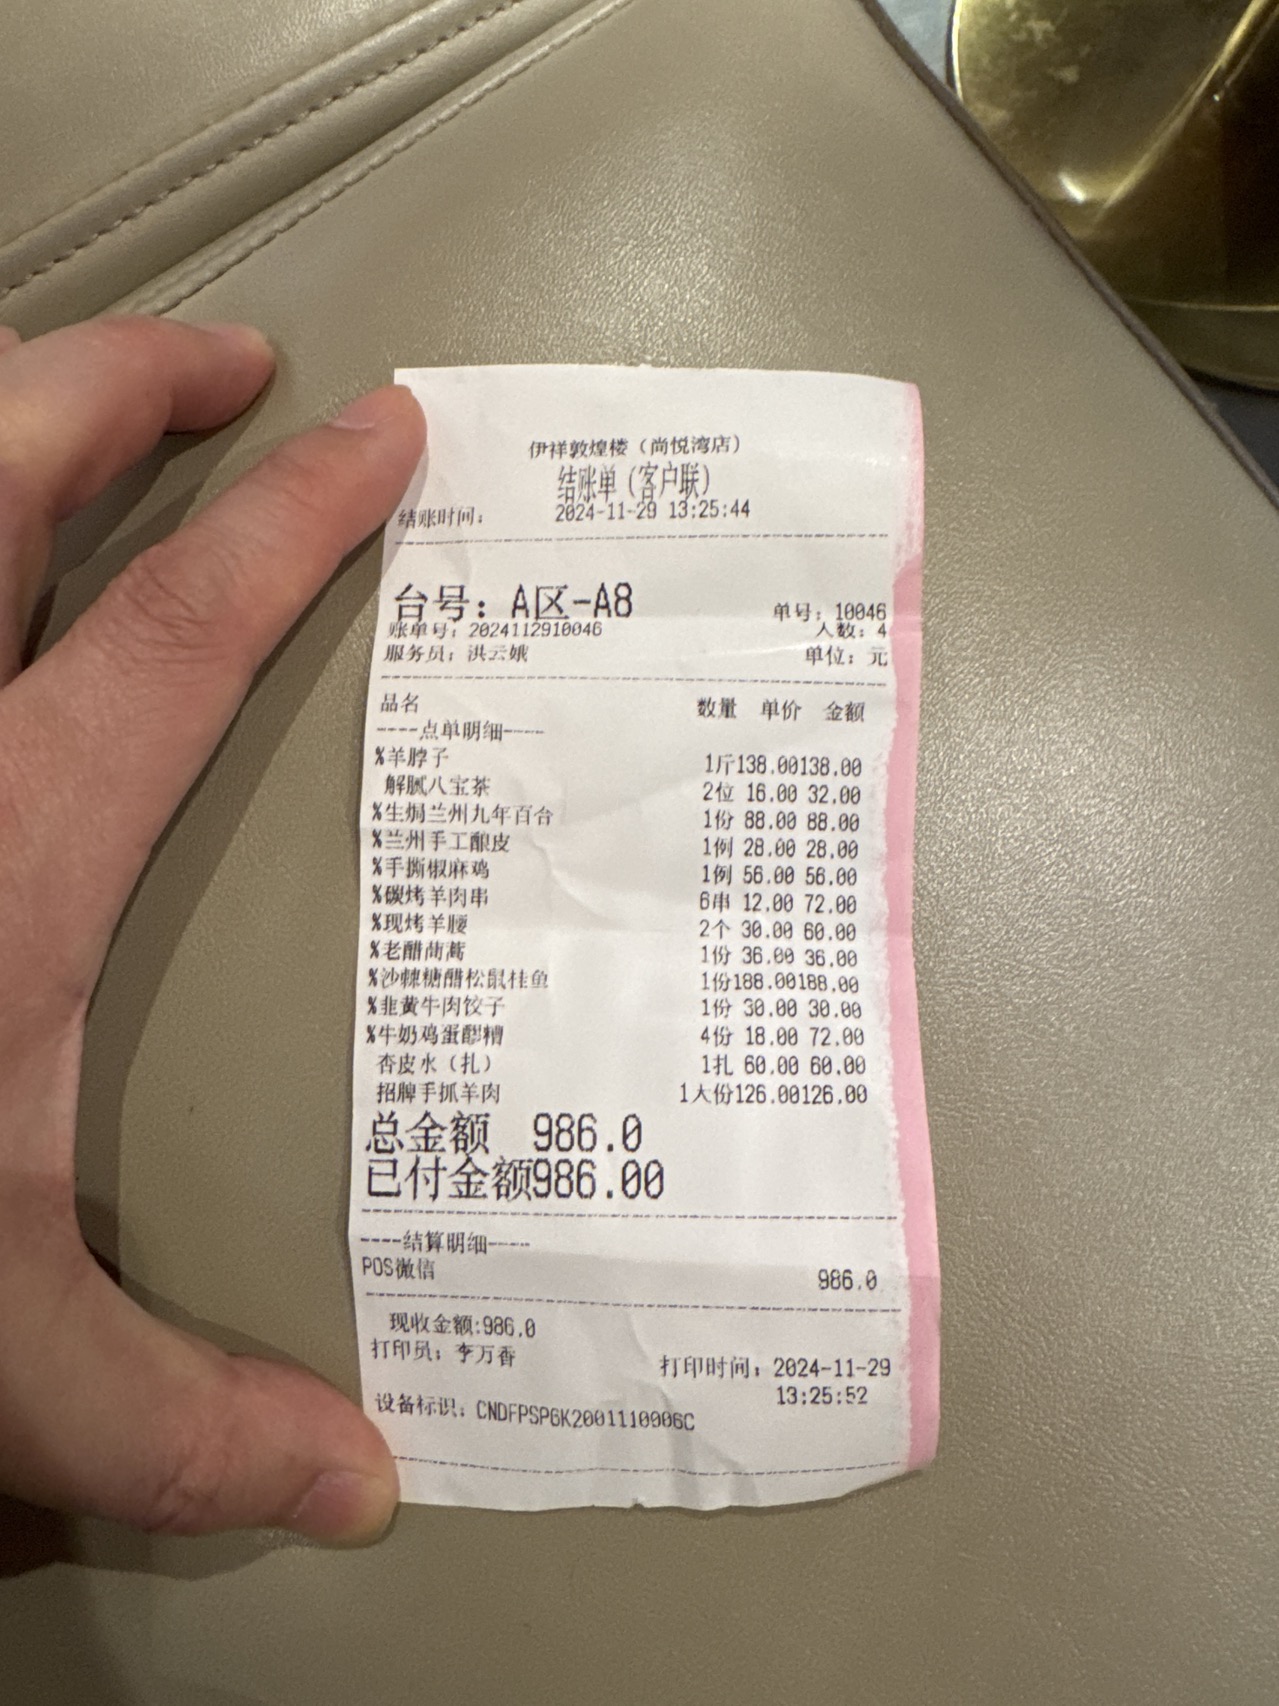 伊祥敦煌楼（尚悦湾店）
结账单（客户联）
结账时间： 2024-11-29 13:25:44
台号：A区-A8 单号：10046
账单号：2024112910046 人数：4
服务员：洪云娥 单位：元
品名 数量 单价 金额
----点单明细----
%羊脖子 1斤138.00138.00
解腻八宝茶 2位 16.00 32.00
%生焗兰州九年百合 1份 88.00 88.00
%兰州手工酿皮 1例 28.00 28.00
%手撕椒麻鸡 1例 56.00 56.00
%碳烤羊肉串 6串 12.00 72.00
%现烤羊腰 2个 30.00 60.00
%老醋茼蒿 1份 36.00 36.00
%沙棘糖醋松鼠桂鱼 1份188.00188.00
%韭黄牛肉饺子 1份 30.00 30.00
%牛奶鸡蛋醪糟 4份 18.00 72.00
杏皮水（扎） 1扎 60.00 60.00
招牌手抓羊肉 1大份126.00126.00
总金额 986.0
已付金额986.00
----结算明细----
POS微信 986.0
现收金额:986.0
打印员：李万香 打印时间：2024-11-29
13:25:52
设备标识：CNDFPSP6K2001110906C